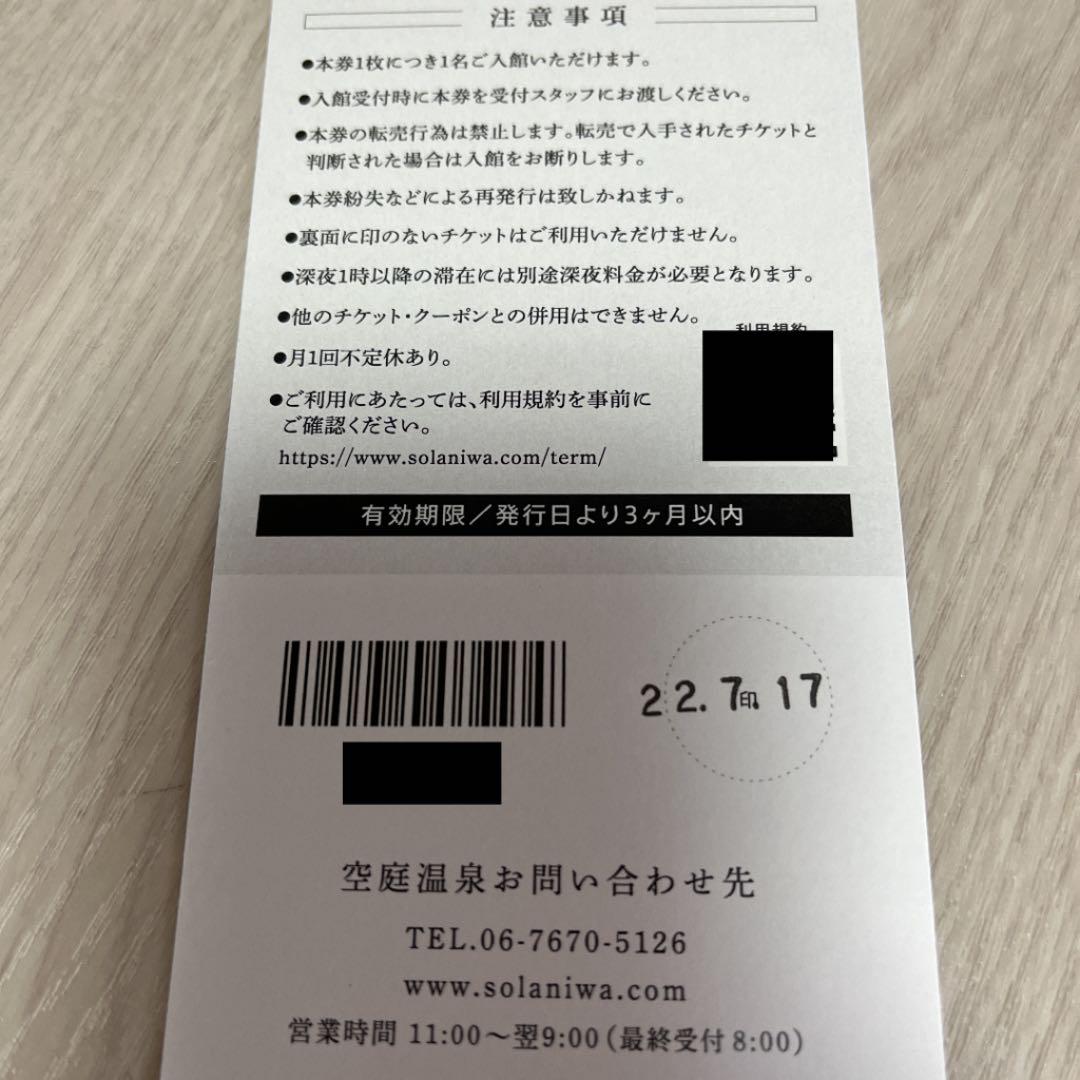 注意事項
●本券1枚につき1名ご入館いただけます。
●入館受付時に本券を受付スタッフにお渡しください。
●本券の転売行為は禁止します。転売で入手されたチケットと
判断された場合は入館をお断りします。
●本券紛失などによる再発行は致しかねます。
●裏面に印のないチケットはご利用いただけません。
●深夜1時以降の滞在には別途深夜料金が必要となります。
●他のチケット・クーポンとの併用はできません。
利用規約
●月1回不定休あり。
●ご利用にあたっては、利用規約を事前に
ご確認ください。
https://www.solaniwa.com/term/
有効期限／発行日より3ヶ月以内
22.7印17
空庭温泉お問い合わせ先
TEL.06-7670-5126
www.solaniwa.com
営業時間 11:00～翌9:00（最終受付 8:00）